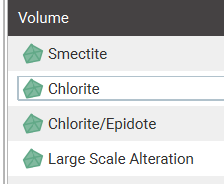 Volume
Smectite
Chlorite
Chlorite/Epidote
Large Scale Alteration